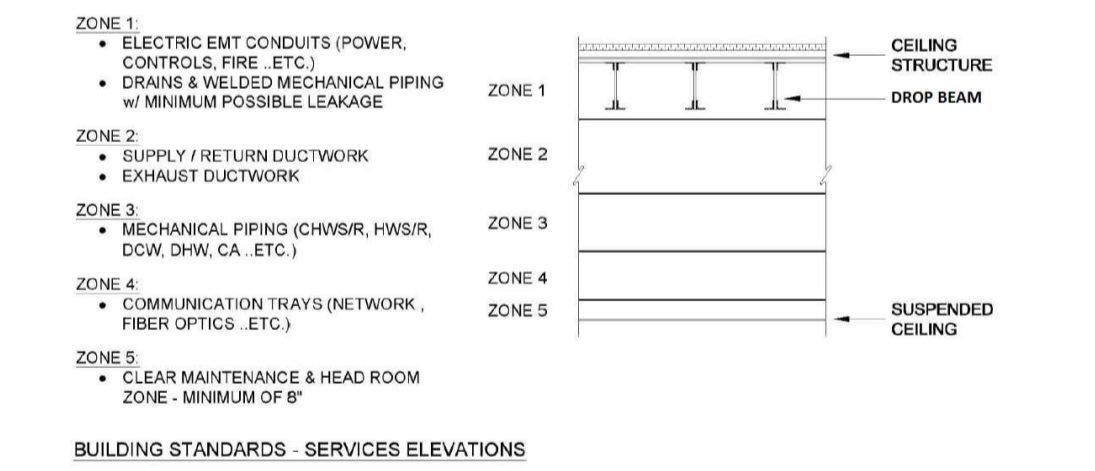 ZONE 1:
• ELECTRIC EMT CONDUITS (POWER,
CONTROLS, FIRE ..ETC.)
• DRAINS & WELDED MECHANICAL PIPING
w/ MINIMUM POSSIBLE LEAKAGE
ZONE 2:
• SUPPLY / RETURN DUCTWORK
• EXHAUST DUCTWORK
ZONE 3:
• MECHANICAL PIPING (CHWS/R, HWS/R,
DCW, DHW, CA ..ETC.)
ZONE 4:
• COMMUNICATION TRAYS (NETWORK ,
FIBER OPTICS ..ETC.)
ZONE 5:
• CLEAR MAINTENANCE & HEAD ROOM
ZONE - MINIMUM OF 8"
ZONE 1
ZONE 2
ZONE 3
ZONE 4
ZONE 5
CEILING
STRUCTURE
DROP BEAM
SUSPENDED
CEILING
BUILDING STANDARDS - SERVICES ELEVATIONS